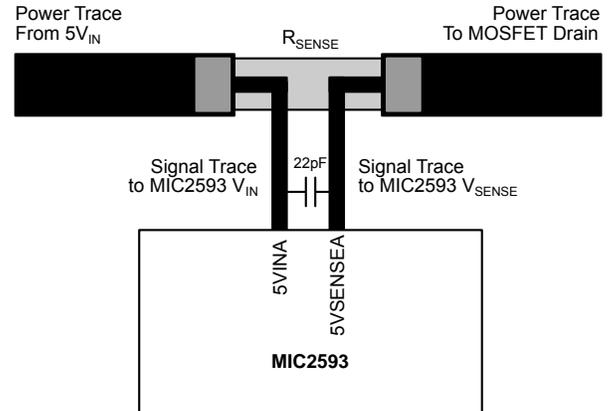 Power Trace
From 5VIN
RSENSE
Power Trace
To MOSFET Drain
Signal Trace
to MIC2593 VIN
22pF
Signal Trace
to MIC2593 VSENSE
5VINA
5VSENSEA
MIC2593